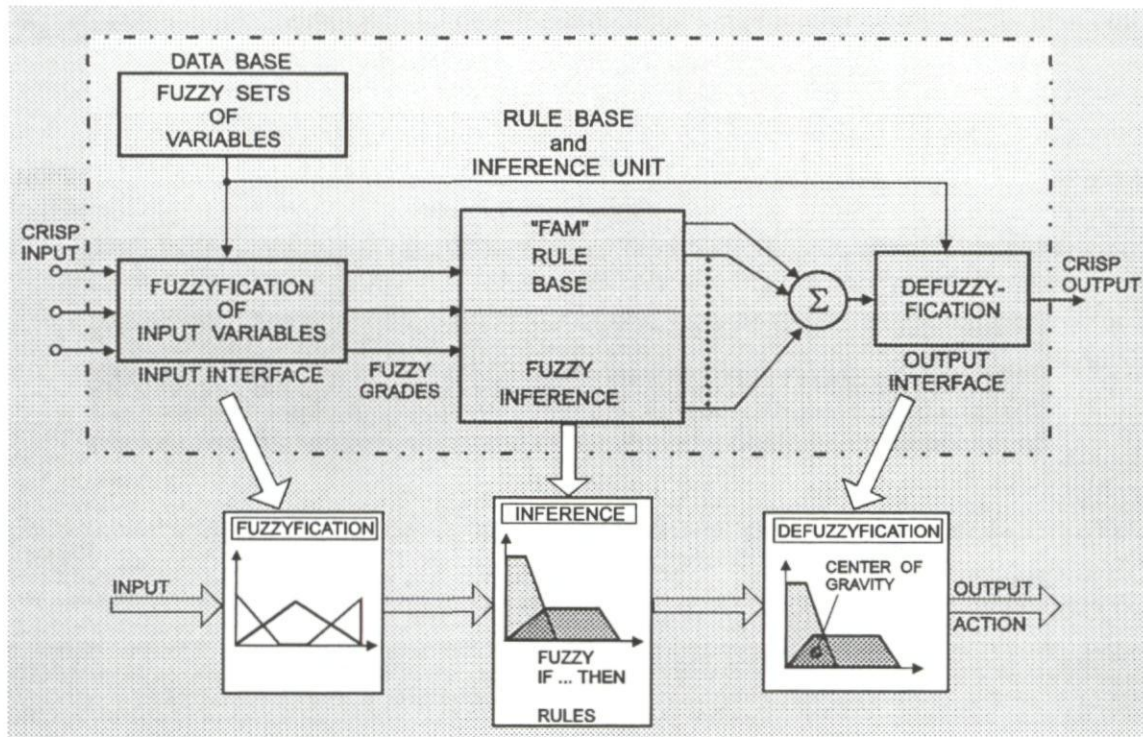 DATA BASE
FUZZY SETS
OF
VARIABLES
RULE BASE
and
INFERENCE UNIT
CRISP
INPUT
FUZZYFICATION
OF
INPUT VARIABLES
INPUT INTERFACE
FUZZY
GRADES
"FAM"
RULE
BASE
FUZZY
INFERENCE
Σ
DEFUZZY-
FICATION
OUTPUT
INTERFACE
CRISP
OUTPUT
INPUT
FUZZYFICATION
INFERENCE
FUZZY
IF ... THEN
RULES
DEFUZZYFICATION
CENTER OF
GRAVITY
OUTPUT
ACTION